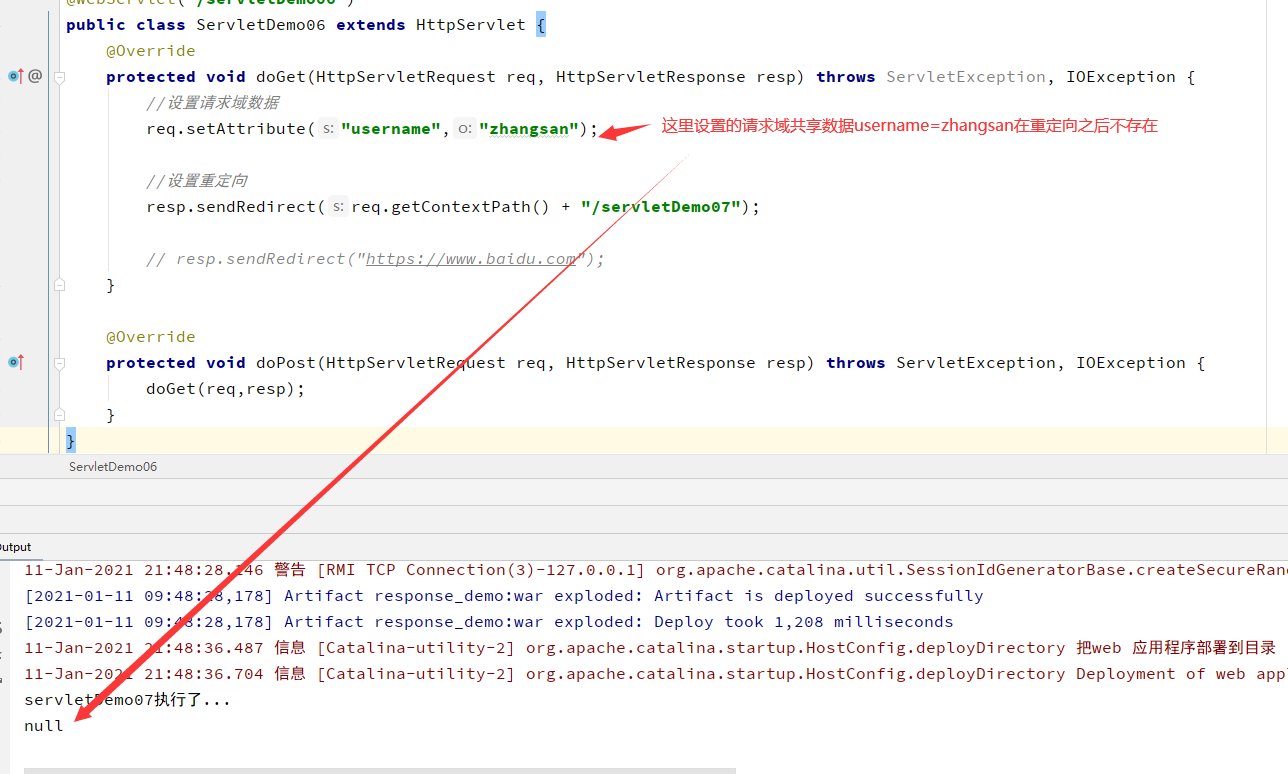 @WebServlet("/servletDemo06")
public class ServletDemo06 extends HttpServlet {
@Override
@
protected void doGet(HttpServletRequest req, HttpServletResponse resp) throws ServletException, IOException {
//设置请求域数据
req.setAttribute( s: "username", o: "zhangsan");
这里设置的请求域共享数据username=zhangsan在重定向之后不存在
//设置重定向
resp.sendRedirect( s: req.getContextPath() + "/servletDemo07");
// resp.sendRedirect("https://www.baidu.com");
}
@Override
protected void doPost(HttpServletRequest req, HttpServletResponse resp) throws ServletException, IOException {
doGet(req,resp);
}
}
ServletDemo06
utput
11-Jan-2021 21:48:28.146 警告 [RMI TCP Connection(3)-127.0.0.1] org.apache.catalina.util.SessionIdGeneratorBase.createSecureRan
[2021-01-11 09:48:28,178] Artifact response_demo:war exploded: Artifact is deployed successfully
[2021-01-11 09:48:28,178] Artifact response_demo:war exploded: Deploy took 1,208 milliseconds
11-Jan-2021 21:48:36.487 信息 [Catalina-utility-2] org.apache.catalina.startup.HostConfig.deployDirectory 把web 应用程序部署到目录
11-Jan-2021 21:48:36.704 信息 [Catalina-utility-2] org.apache.catalina.startup.HostConfig.deployDirectory Deployment of web app
servletDemo07执行了...
null